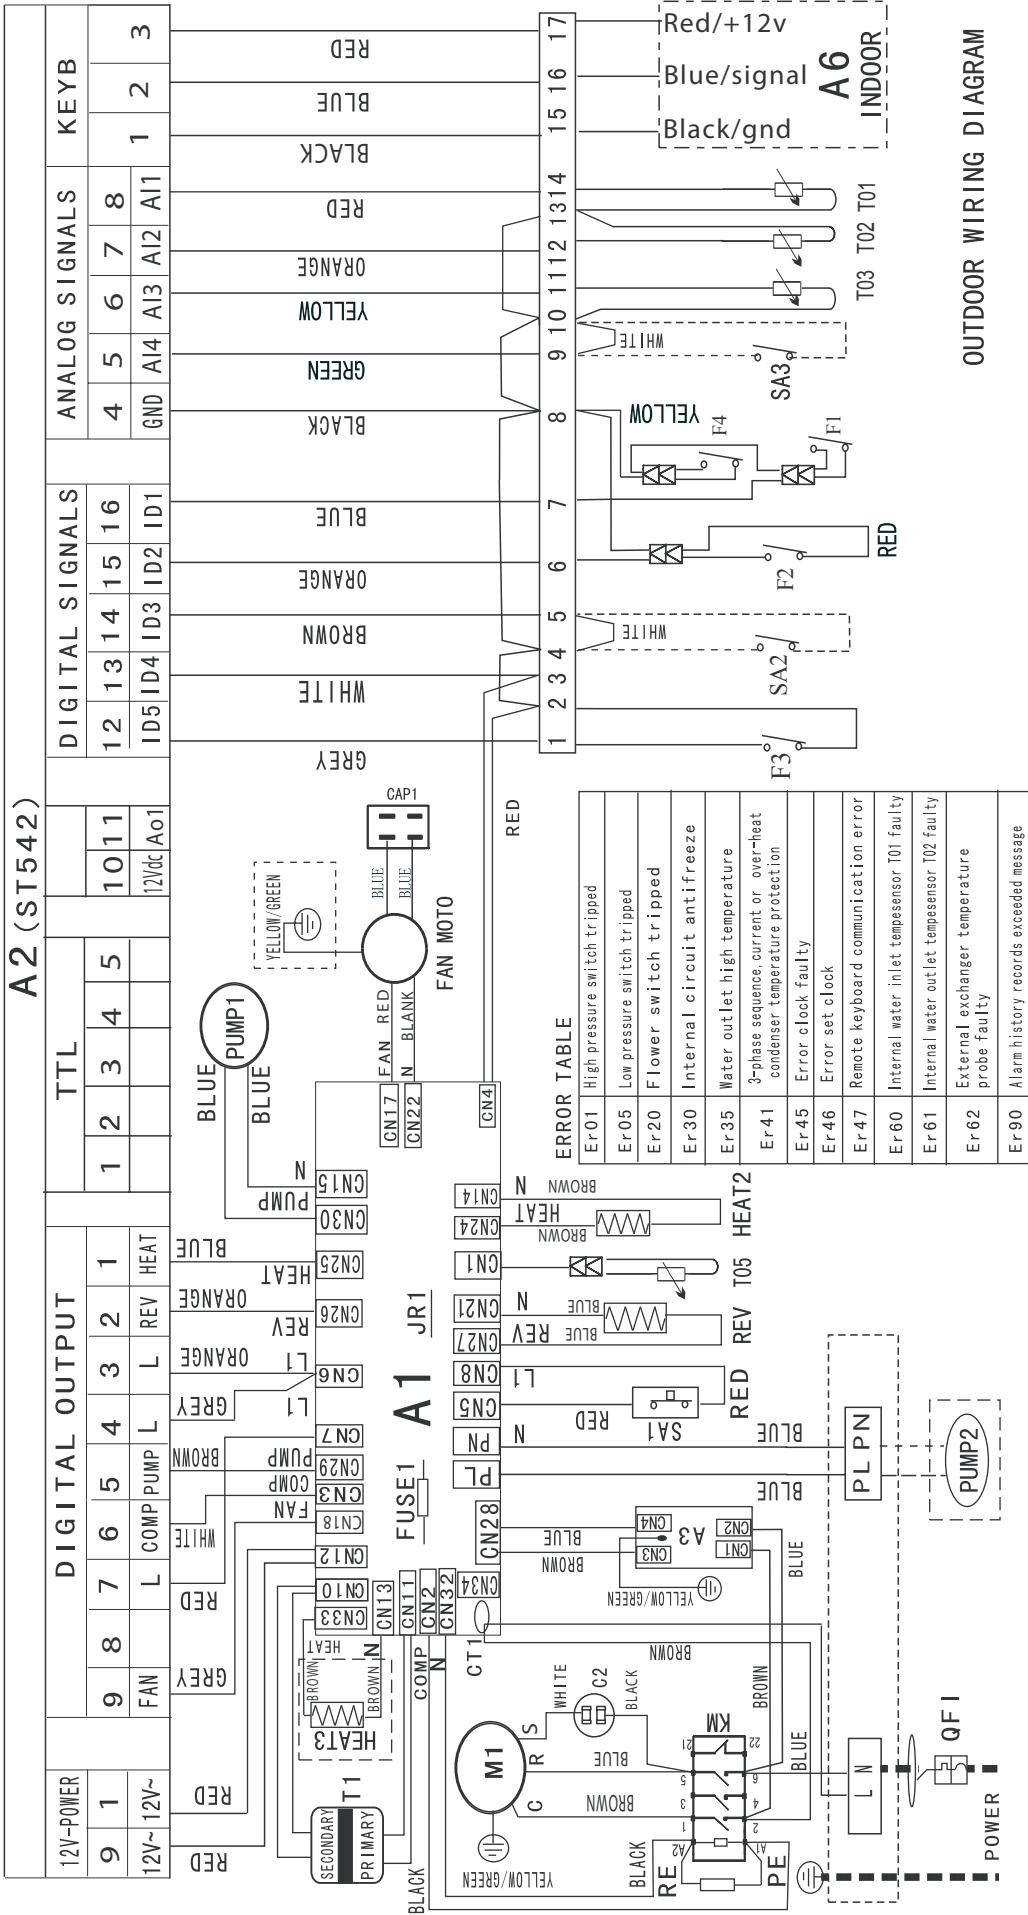 A2 (ST542)
DIGITAL OUTPUT
TTL
DIGITAL SIGNALS
ANALOG SIGNALS
KEYB
12V-POWER
9 1
12V~ 12V~
9 8 7 6 5 4 3 2 1
FAN L COMP PUMP L L REV HEAT
1 2 3 4 5
10 11
12Vdc Ao1
12 13 14 15 16
ID5 ID4 ID3 ID2 ID1
4 5 6 7 8
GND AI4 AI3 AI2 AI1
1 2 3
RED
RED
GREY
RED
WHITE
BROWN
GREY
ORANGE
ORANGE
BLUE
GREY
WHITE
BROWN
ORANGE
BLUE
BLACK
GREEN
YELLOW
ORANGE
RED
BLACK
BLUE
RED
FAN
COMP
PUMP
L1
L1
REV
HEAT
PUMP
N
BLUE
BLUE
PUMP1
CN33
CN10
CN12
CN18
CN3
CN29
CN7
CN6
CN26
CN25
CN30
CN15
CN13
CN11
CN2
CN32
CN34
CN28
PL
PN
CN5
CN8
CN27
CN21
CN1
CN24
CN14
CN17
CN22
CN4
A1
JR1
FUSE1
CT1
T1
SECONDARY
PRIMARY
HEAT
BROWN
BROWN
N
HEAT3
COMP
N
BLACK
YELLOW/GREEN
FAN RED
N BLANK
FAN MOTO
BLUE
BLUE
CAP1
RED
M1
S
R
C
WHITE
C2
BLACK
BLUE
BROWN
YELLOW/GREEN
BLACK
KM
21
22
5
6
3
4
1
2
A2
A1
RE
PE
BROWN
BROWN
BLUE
BLUE
BROWN
BLUE
YELLOW/GREEN
A3
CN4
CN3
CN2
CN1
BLUE
BLUE
N
PL PN
PUMP2
L N
QFI
POWER
RED
SA1
L1
RED
REV
BLUE
BLUE
N
REV
T05
BROWN
HEAT
BROWN
N
HEAT2
1 2 3 4 5 6 7 8 9 10 11 12 13 14 15 16 17
F3
SA2
WHITE
F2
RED
F1
F4
YELLOW
SA3
WHITE
T03 T02 T01
Black/gnd
Blue/signal
Red/+12v
A6
INDOOR
OUTDOOR WIRING DIAGRAM
ERROR TABLE
Er01 High pressure switch tripped
Er05 Low pressure switch tripped
Er20 Flower switch tripped
Er30 Internal circuit antifreeze
Er35 Water outlet high temperature
Er41 3-phase sequence,current or over-heat
condenser temperature protection
Er45 Error clock faulty
Er46 Error set clock
Er47 Remote keyboard communication error
Er60 Internal water inlet tempesensor T01 faulty
Er61 Internal water outlet tempesensor T02 faulty
Er62 External exchanger temperature
probe faulty
Er90 Alarm history records exceeded message